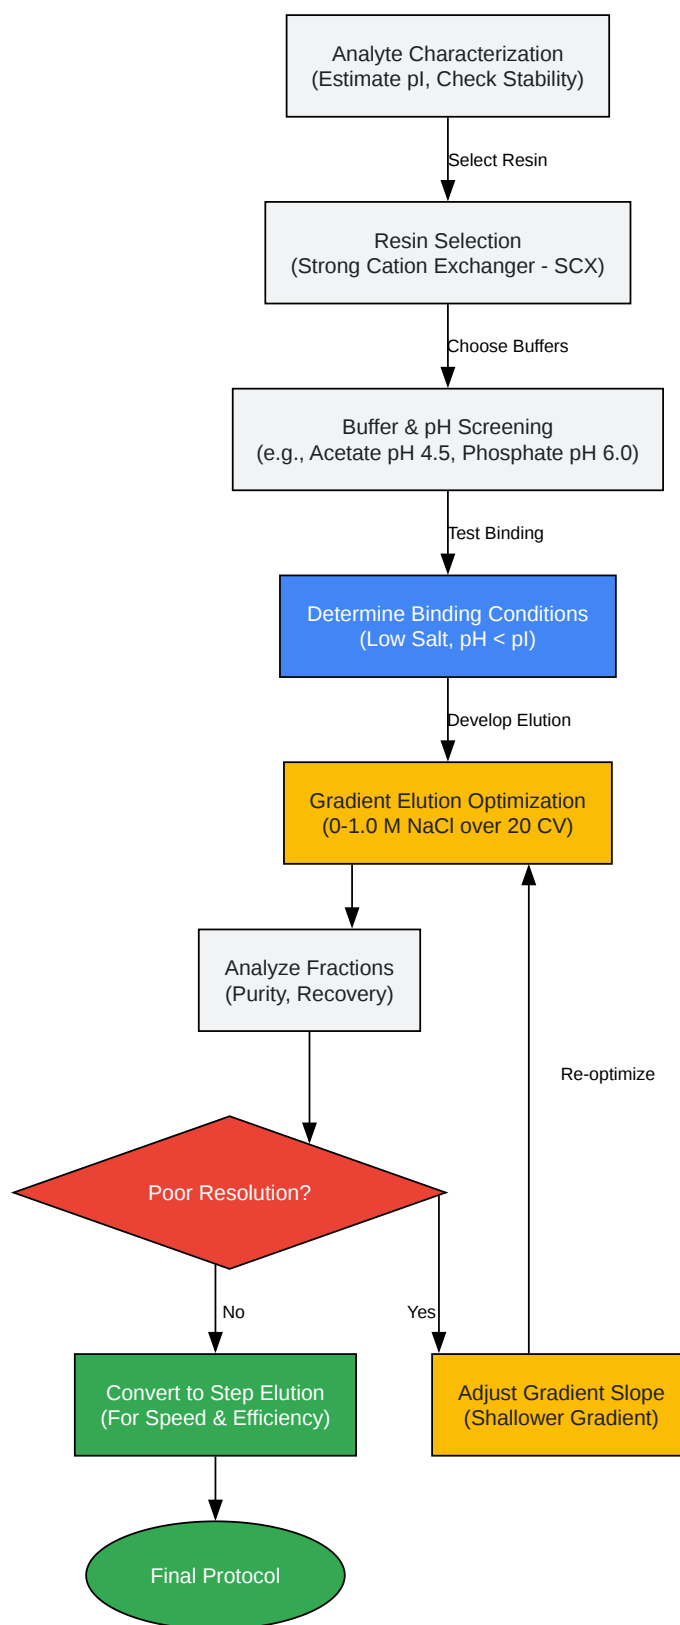 Analyte Characterization
(Estimate pI, Check Stability)
Select Resin
Resin Selection
(Strong Cation Exchanger - SCX)
Choose Buffers
Buffer & pH Screening
(e.g., Acetate pH 4.5, Phosphate pH 6.0)
Test Binding
Determine Binding Conditions
(Low Salt, pH < pI)
Develop Elution
Gradient Elution Optimization
(0-1.0 M NaCl over 20 CV)
Analyze Fractions
(Purity, Recovery)
Re-optimize
Poor Resolution?
No
Yes
Convert to Step Elution
(For Speed & Efficiency)
Adjust Gradient Slope
(Shallower Gradient)
Final Protocol